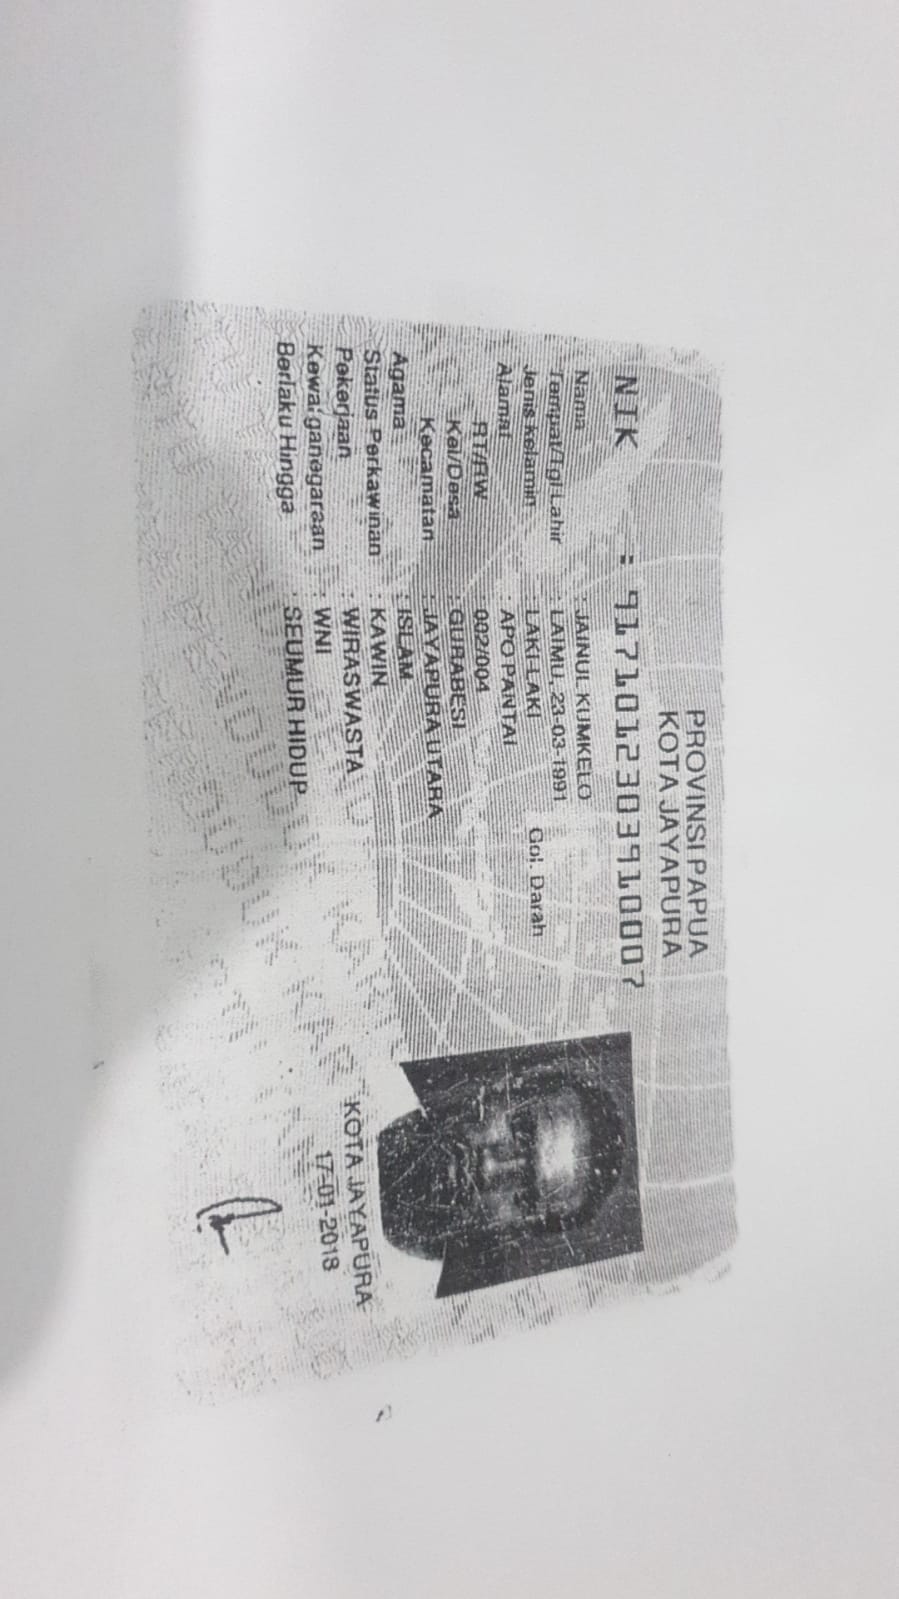 PROVINSI PAPUA
KOTA JAYAPURA
NIK : 9171012303910007
Nama : JAINUL KUMKELO
Tempat/Tgl Lahir : LAIMU, 23-03-1991
Jenis kelamin : LAKI-LAKI Gol. Darah
Alamat : APO PANTAI
RT/RW : 002/004
Kel/Desa : GURABESI
Kecamatan : JAYAPURA UTARA
Agama : ISLAM
Status Perkawinan : KAWIN
Pekerjaan : WIRASWASTA
Kewarganegaraan : WNI
Berlaku Hingga : SEUMUR HIDUP
KOTA JAYAPURA
17-01-2018